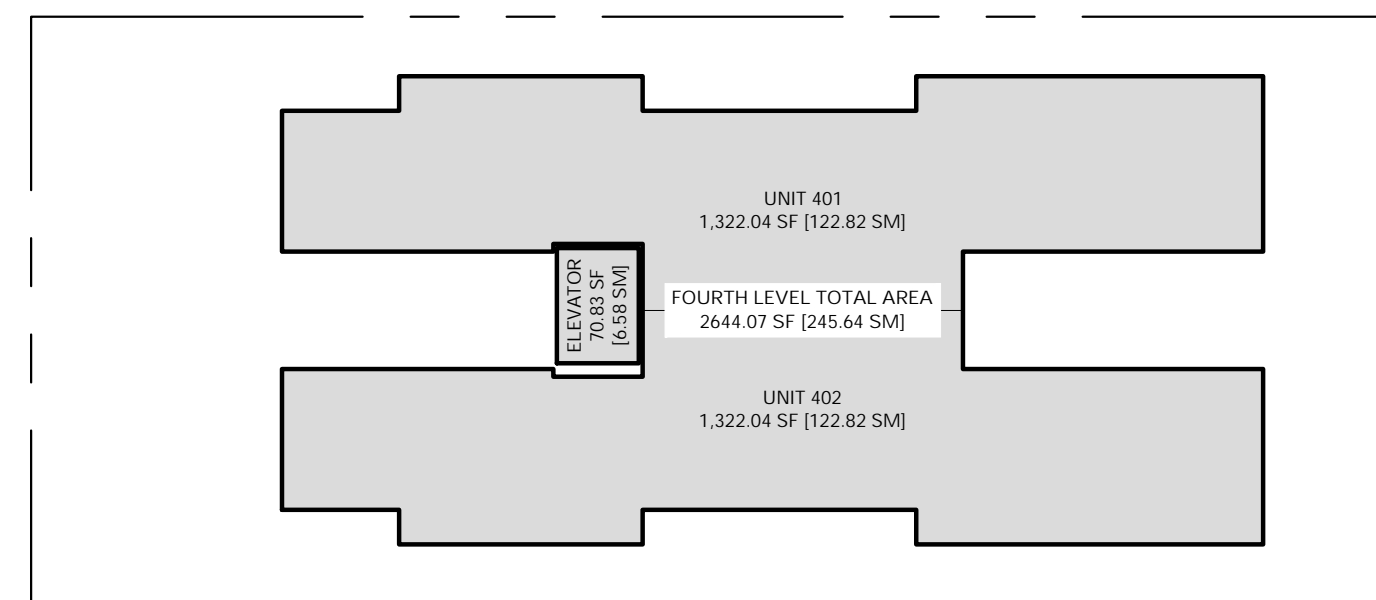 UNIT 401
1,322.04 SF [122.82 SM]
ELEVATOR
70.83 SF
[6.58 SM]
FOURTH LEVEL TOTAL AREA
2644.07 SF [245.64 SM]
UNIT 402
1,322.04 SF [122.82 SM]